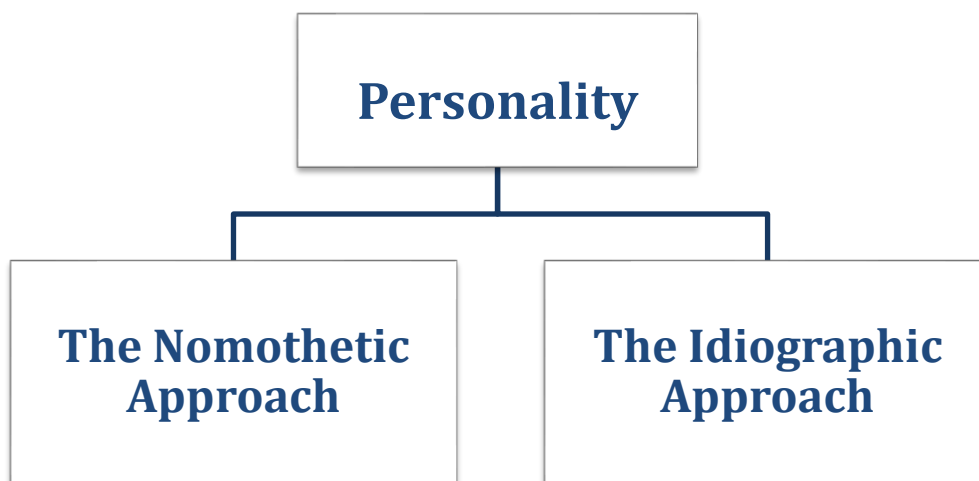 Personality
The Nomothetic
Approach
The Idiographic
Approach